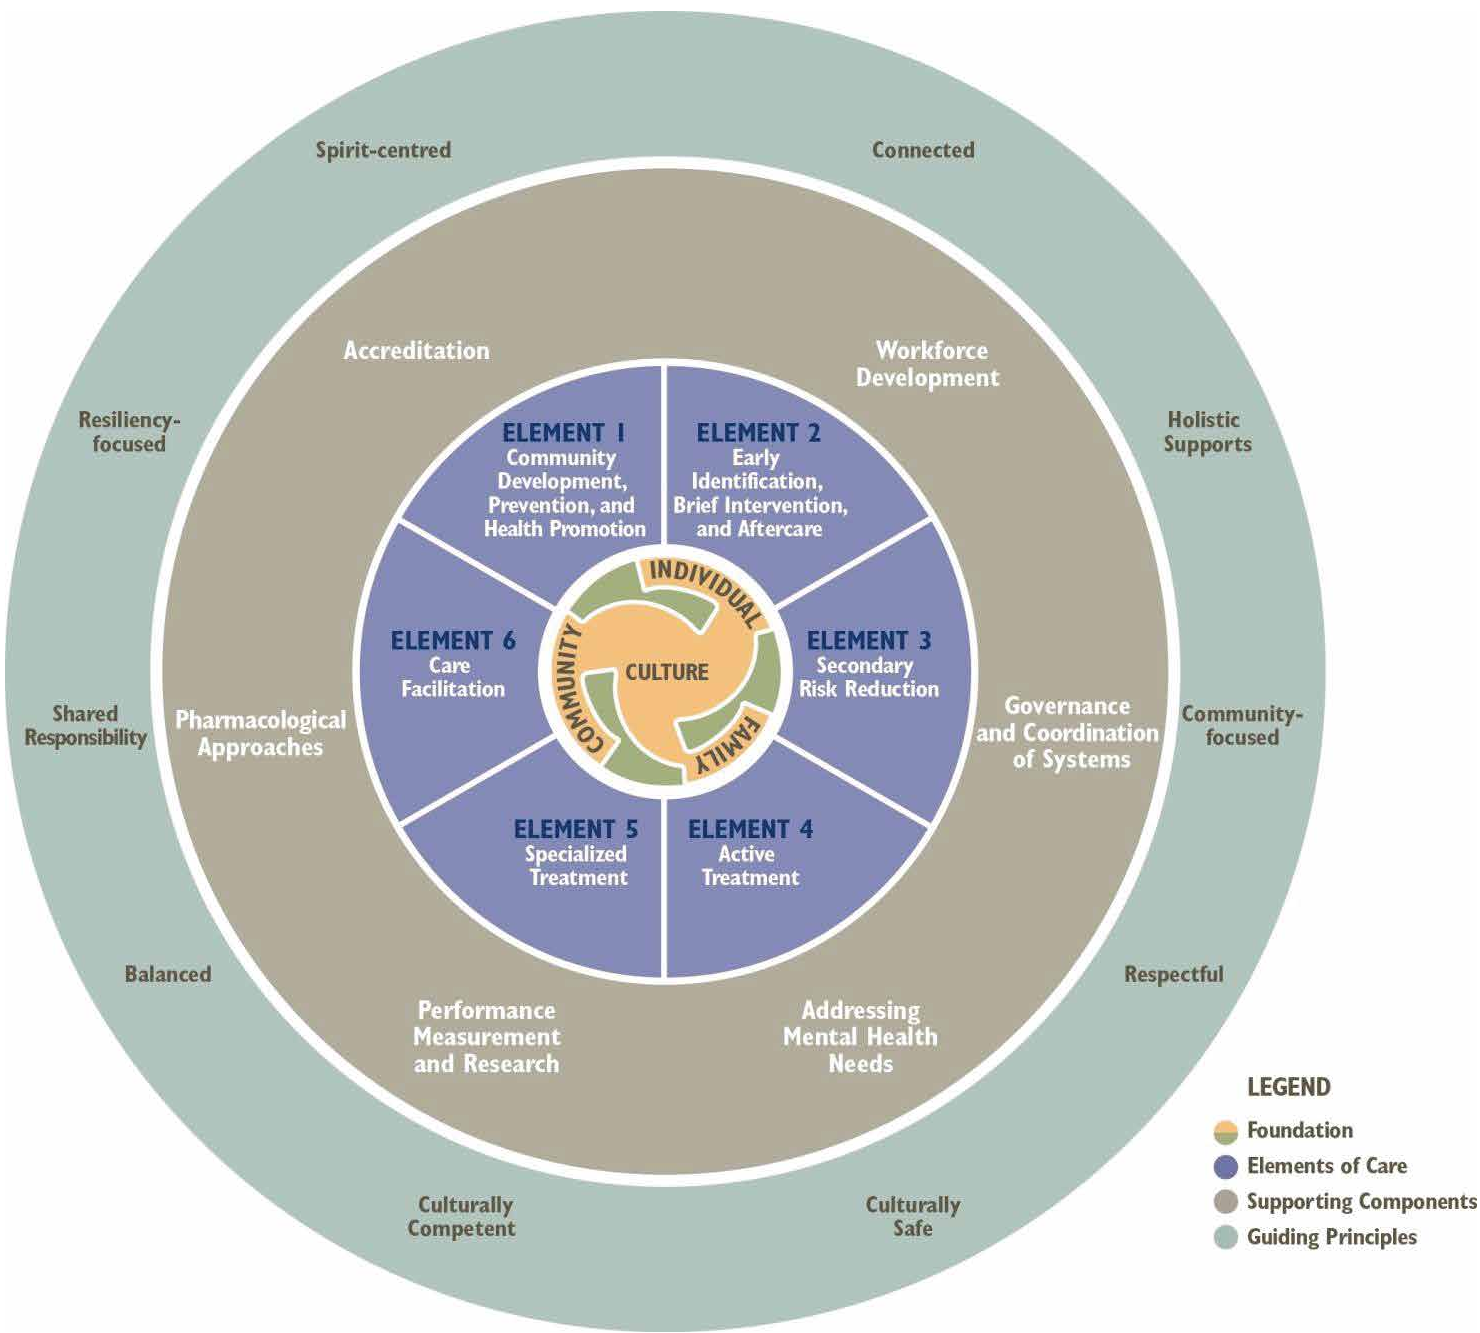 Spirit-centred
Connected
Accreditation
Workforce
Development
Resiliency-
focused
Holistic
Supports
ELEMENT 1
Community
Development,
Prevention, and
Health Promotion
ELEMENT 2
Early
Identification,
Brief Intervention,
and Aftercare
INDIVIDUAL
COMMUNITY
FAMILY
CULTURE
ELEMENT 6
Care
Facilitation
ELEMENT 3
Secondary
Risk Reduction
Shared
Responsibility
Pharmacological
Approaches
Governance
and Coordination
of Systems
Community-
focused
ELEMENT 5
Specialized
Treatment
ELEMENT 4
Active
Treatment
Balanced
Respectful
Performance
Measurement
and Research
Addressing
Mental Health
Needs
Culturally
Competent
Culturally
Safe
LEGEND
Foundation
Elements of Care
Supporting Components
Guiding Principles